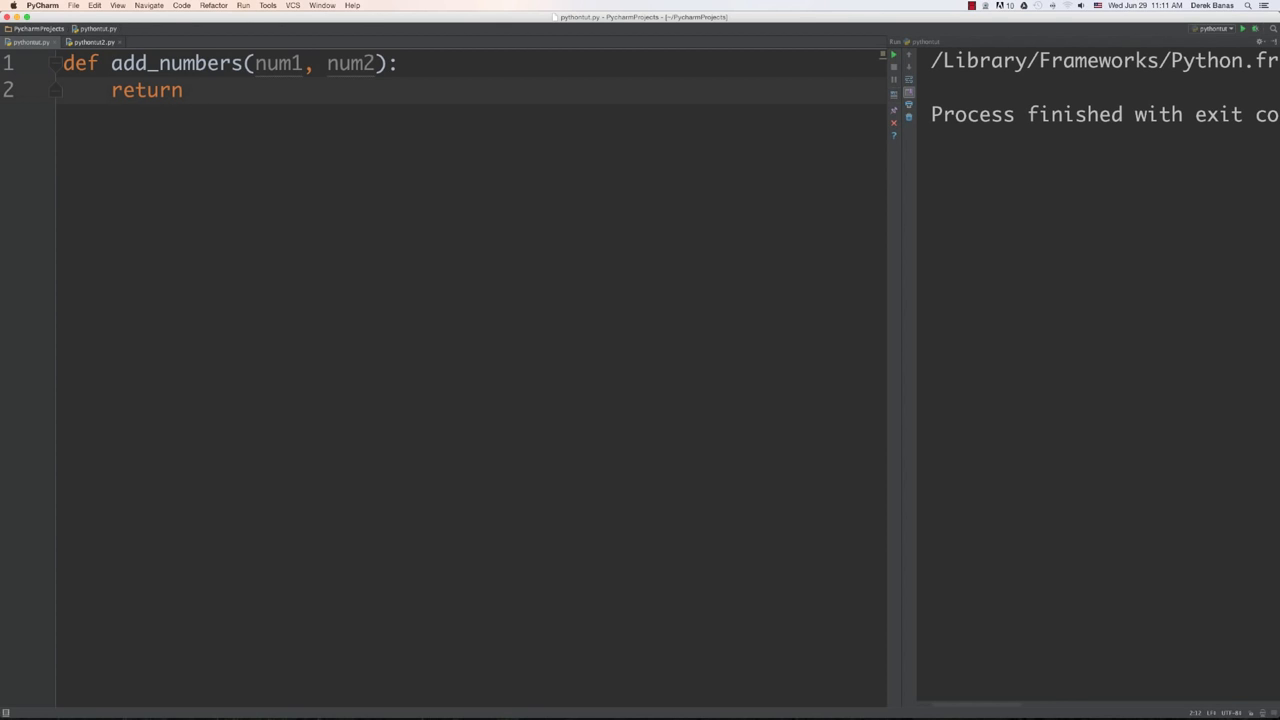 PyCharm File Edit View Navigate Code Refactor Run Tools VCS Window Help 10 Wed Jun 29 11:11 AM Derek Banas
pythontut.py - PycharmProjects - [~/PycharmProjects]
PycharmProjects pythontut.py pythontut
pythontut.py pythontut2.py Run pythontut
1 def add_numbers(num1, num2):
2 return
/Library/Frameworks/Python.fr
Process finished with exit co
2:12 LF÷ UTF-8÷